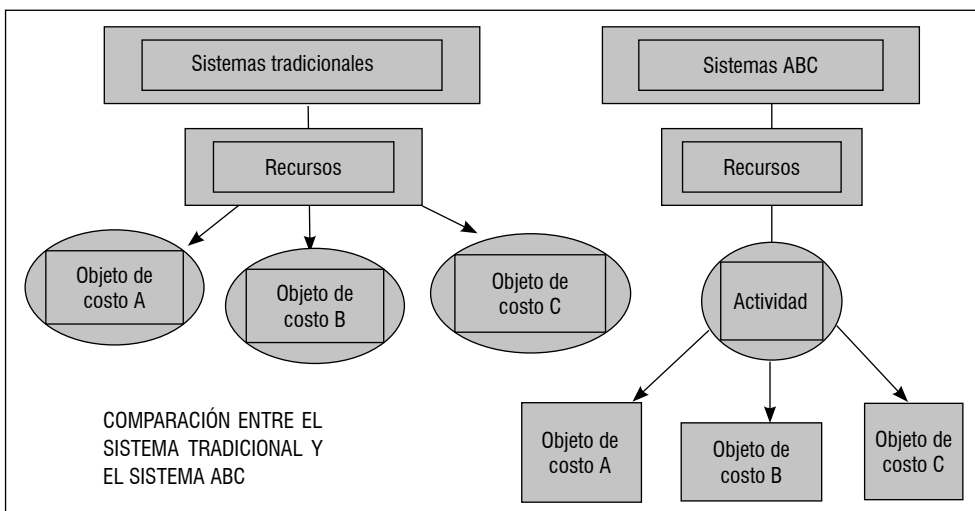 Sistemas tradicionales
Recursos
Objeto de
costo A
Objeto de
costo B
Objeto de
costo C
COMPARACIÓN ENTRE EL
SISTEMA TRADICIONAL Y
EL SISTEMA ABC
Sistemas ABC
Recursos
Actividad
Objeto de
costo A
Objeto de
costo B
Objeto de
costo C